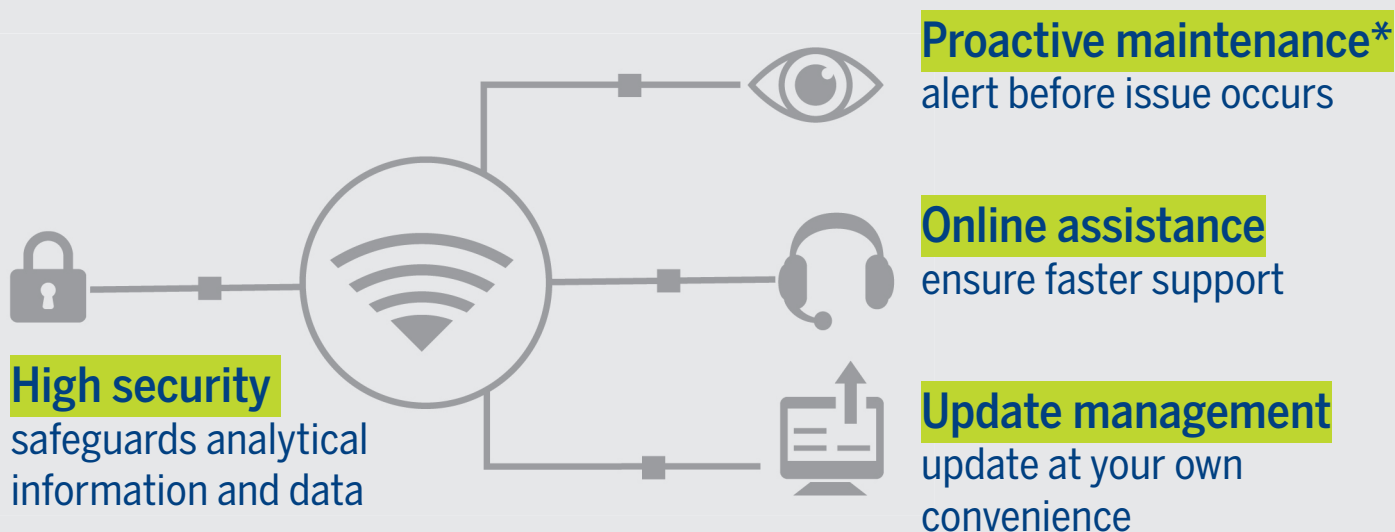 Proactive maintenance*
alert before issue occurs
Online assistance
ensure faster support
High security
safeguards analytical
information and data
Update management
update at your own
convenience